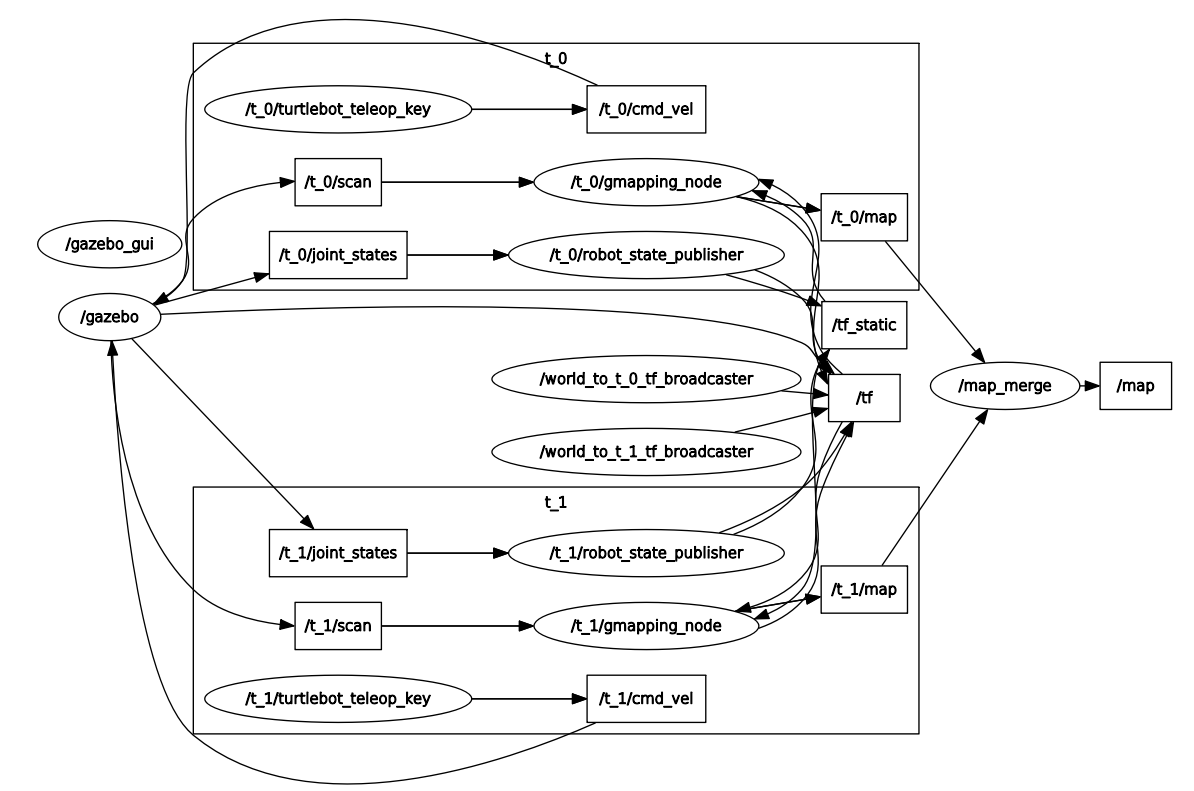 t_0
/t_0/turtlebot_teleop_key
/t_0/cmd_vel
/t_0/scan
/t_0/gmapping_node
/t_0/map
/gazebo_gui
/t_0/joint_states
/t_0/robot_state_publisher
/gazebo
/tf_static
/world_to_t_0_tf_broadcaster
/tf
/map_merge
/map
/world_to_t_1_tf_broadcaster
t_1
/t_1/joint_states
/t_1/robot_state_publisher
/t_1/map
/t_1/scan
/t_1/gmapping_node
/t_1/turtlebot_teleop_key
/t_1/cmd_vel